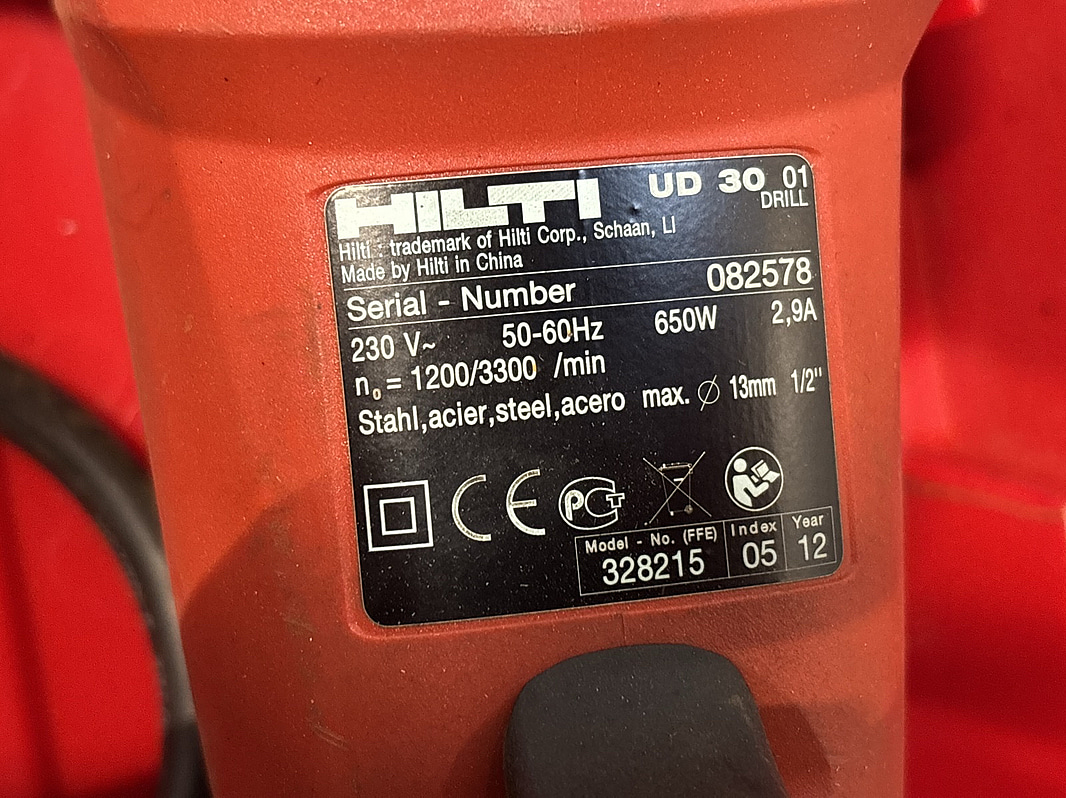 HILTI UD 30 01
DRILL
Hilti : trademark of Hilti Corp., Schaan, LI
Made by Hilti in China
Serial - Number 082578
230 V~ 50-60Hz 650W 2,9A
n₀ = 1200/3300 /min
Stahl,acier,steel,acero max. ∅ 13mm 1/2"
CE PCT
Model - No. (FFE) Index Year
328215 05 12